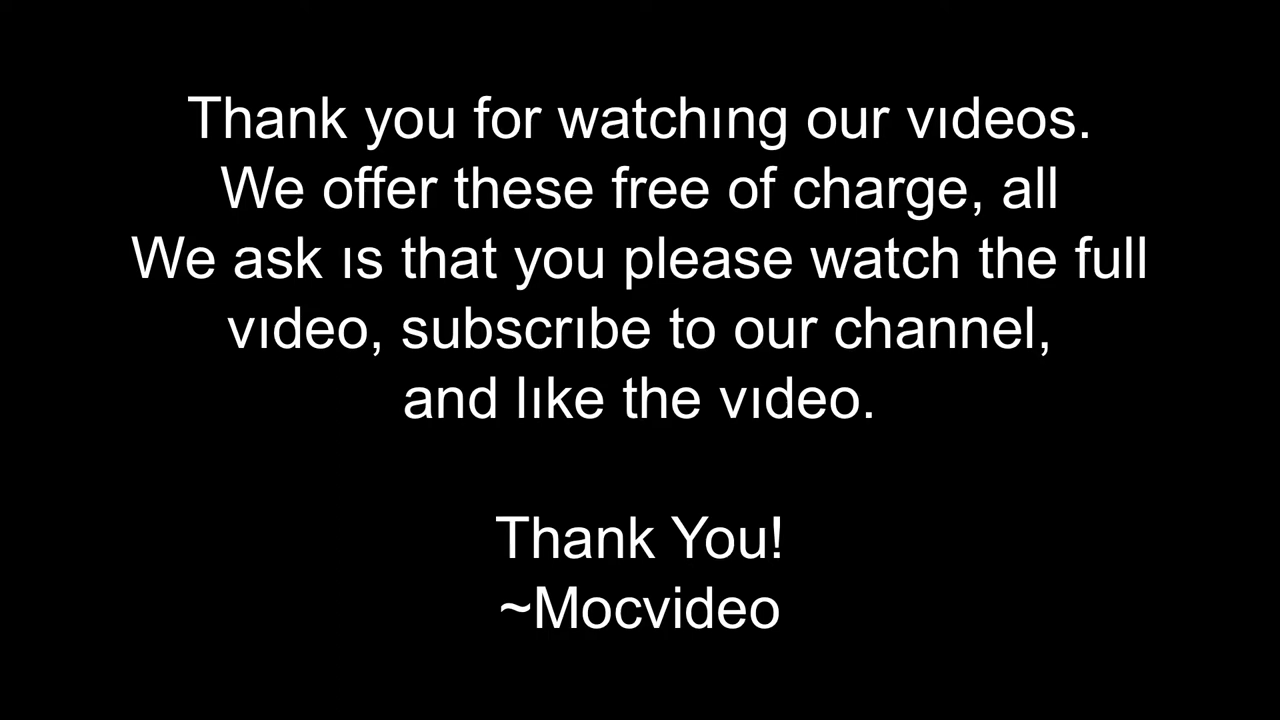 Thank you for watchıng our vıdeos.
We offer these free of charge, all
We ask ıs that you please watch the full
vıdeo, subscrıbe to our channel,
and lıke the vıdeo.
Thank You!
~Mocvideo